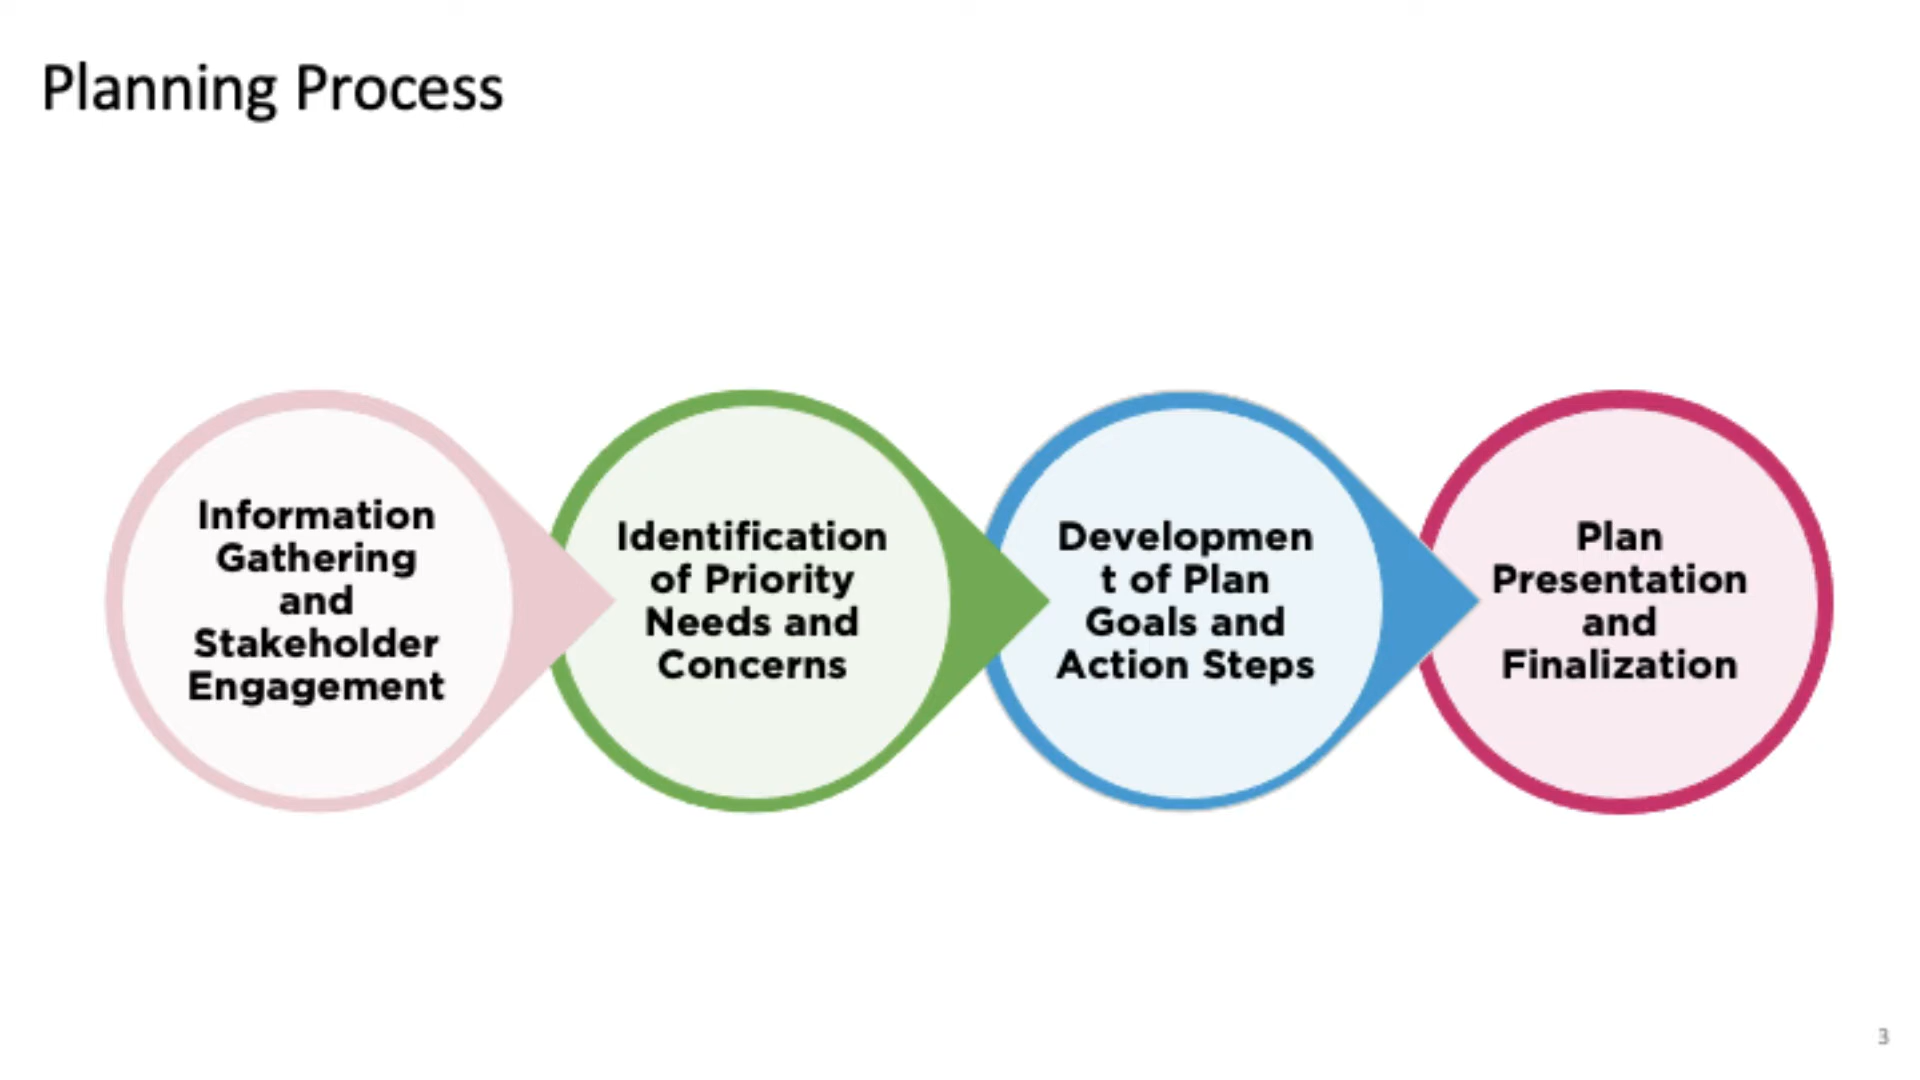 Planning Process
Information
Gathering
and
Stakeholder
Engagement
Identification
of Priority
Needs and
Concerns
Developmen
t of Plan
Goals and
Action Steps
Plan
Presentation
and
Finalization
3